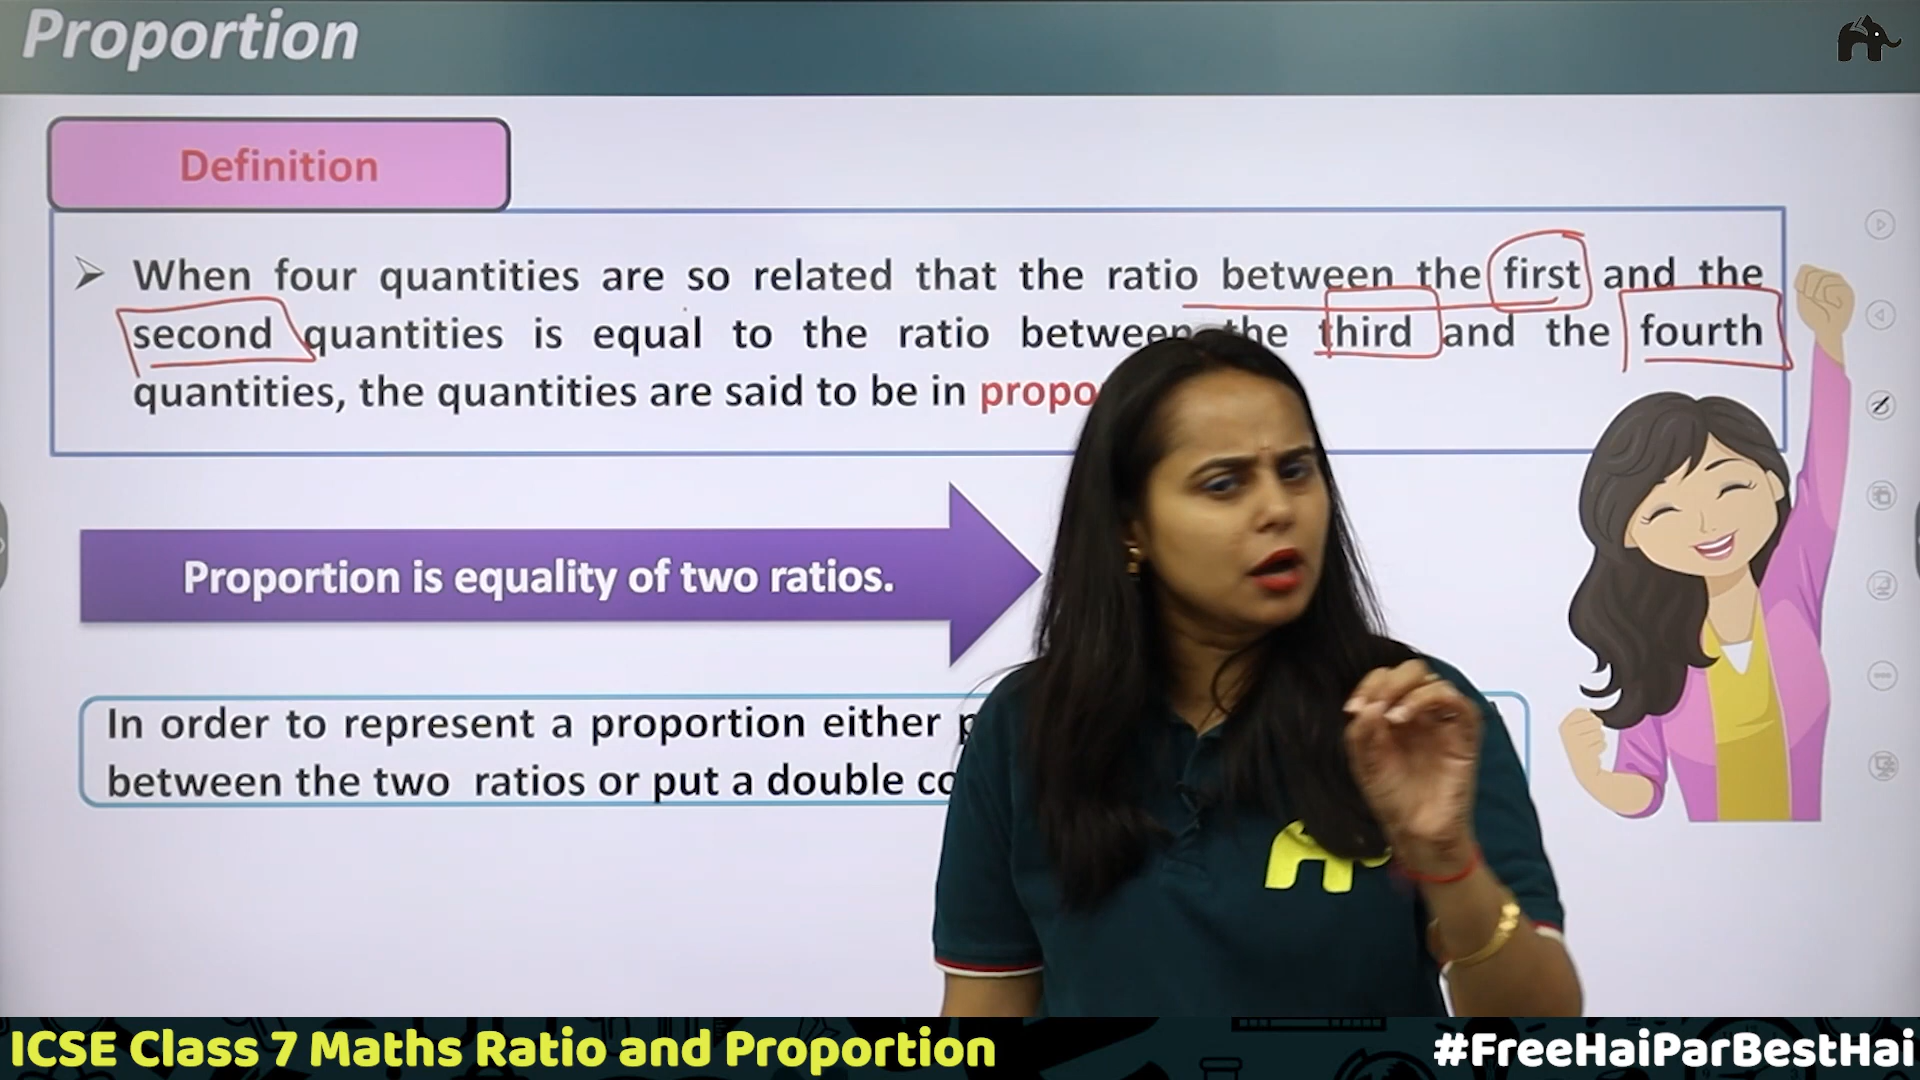 Proportion
Definition
When four quantities are so related that the ratio between the first and the
second quantities is equal to the ratio between the third and the fourth
quantities, the quantities are said to be in
Proportion is equality of two ratios.
In order to represent a proportion either
between the two ratios or put a double
ICSE Class 7 Maths Ratio and Proportion
#FreeHaiParBestHai